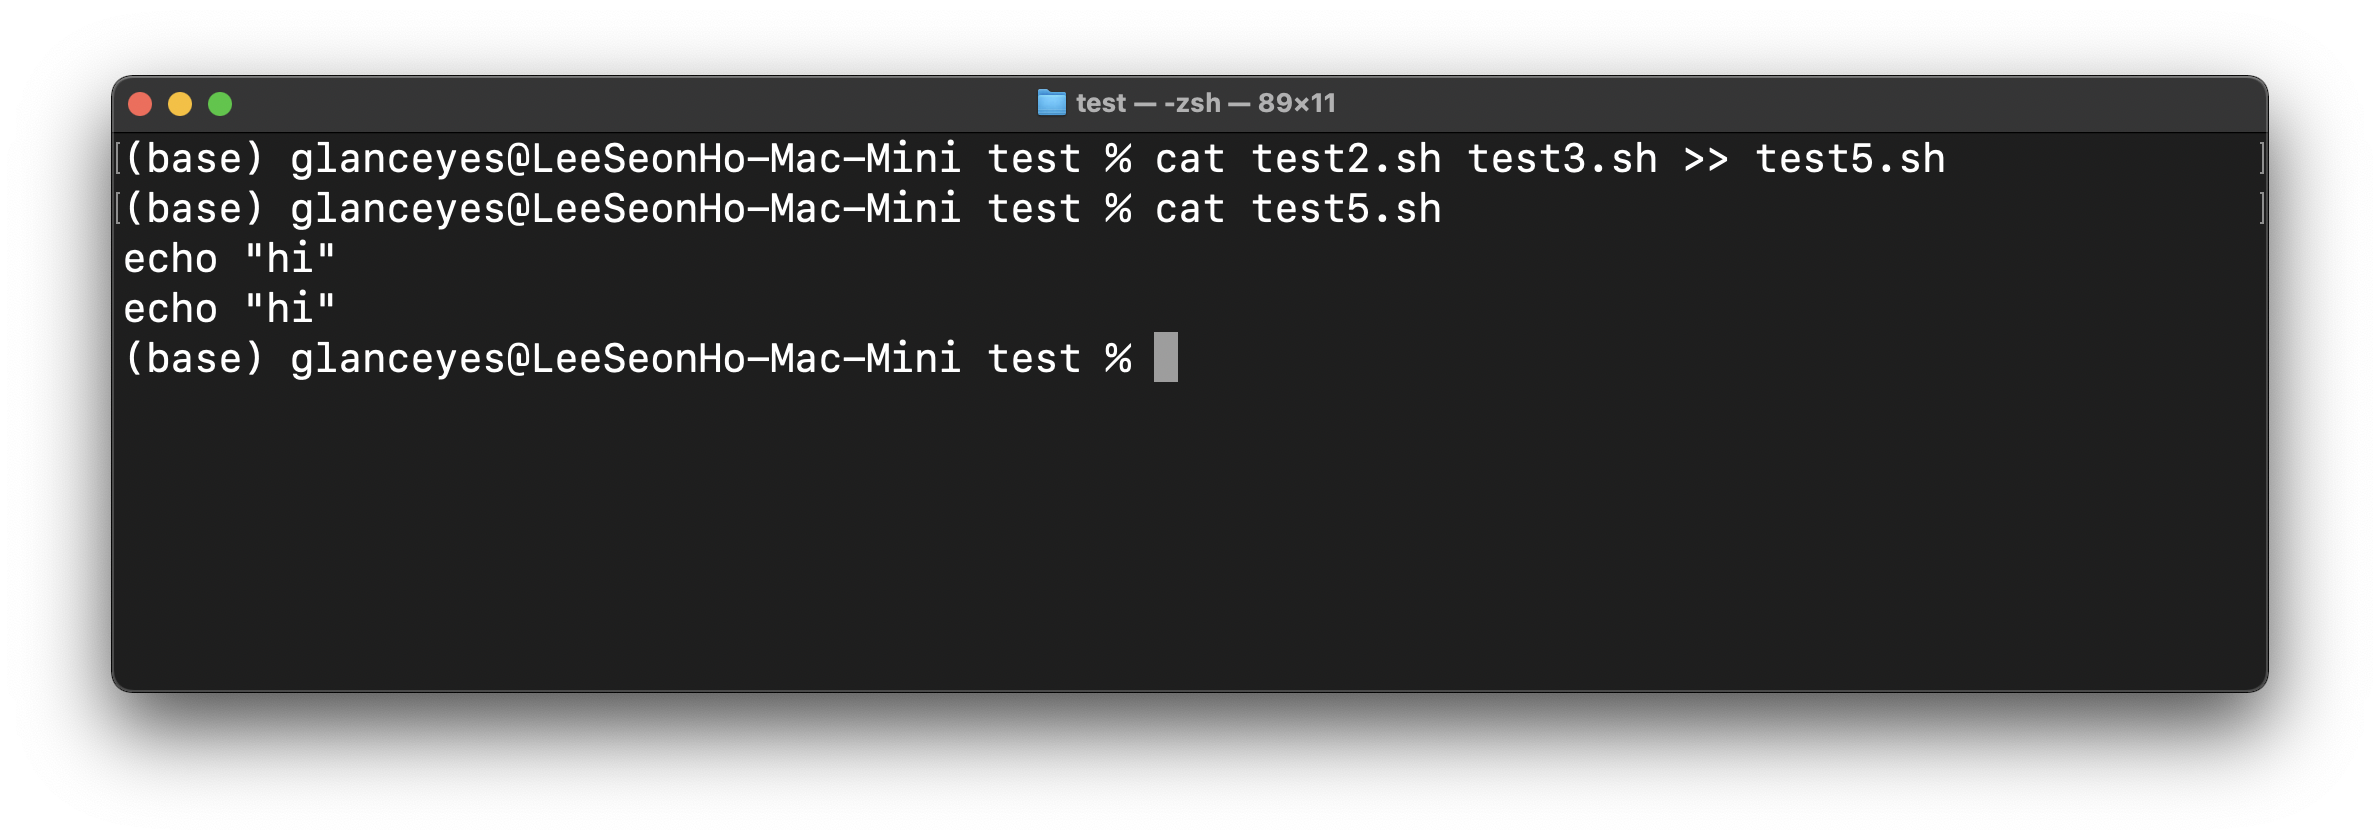 test — -zsh — 89×11
(base) glanceyes@LeeSeonHo-Mac-Mini test % cat test2.sh test3.sh >> test5.sh
(base) glanceyes@LeeSeonHo-Mac-Mini test % cat test5.sh
echo "hi"
echo "hi"
(base) glanceyes@LeeSeonHo-Mac-Mini test %